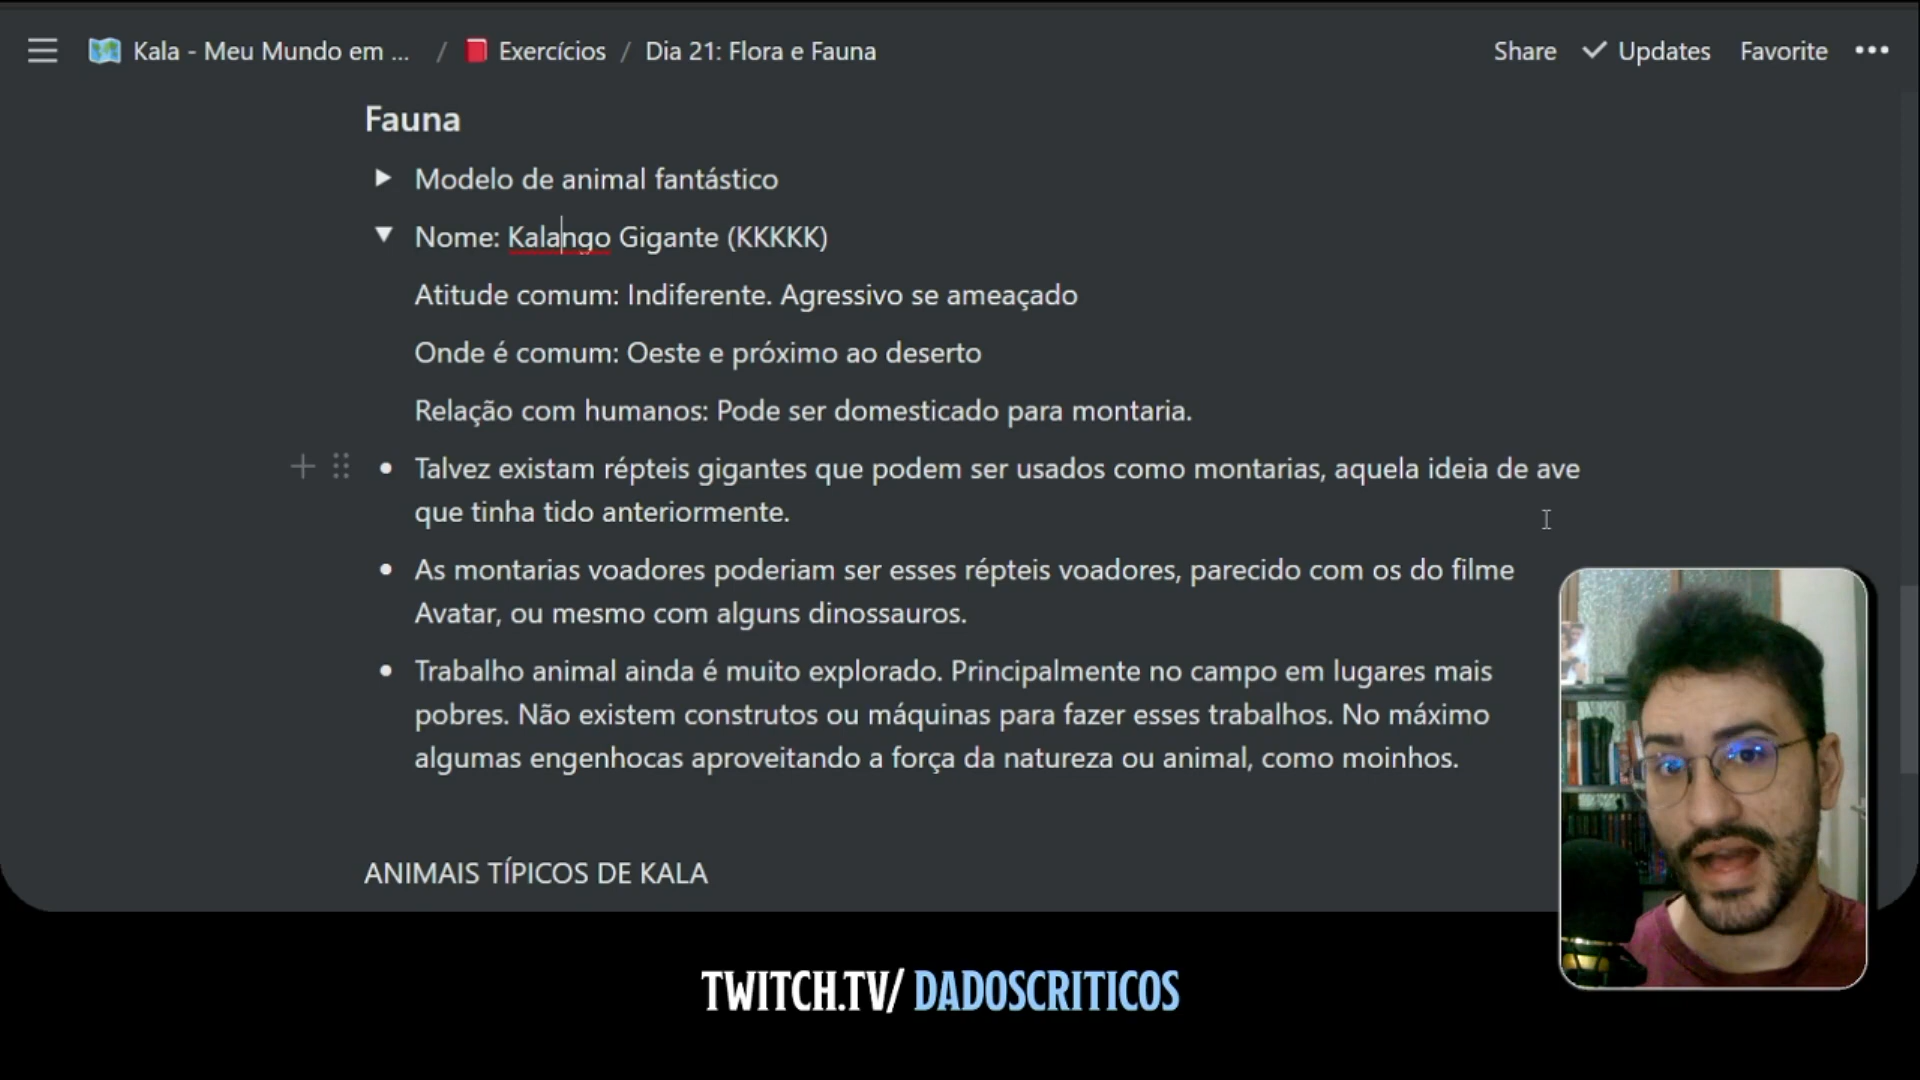 Kala - Meu Mundo em ... / Exercícios / Dia 21: Flora e Fauna
Share Updates Favorite
Fauna
Modelo de animal fantástico
Nome: Kalango Gigante (KKKKK)
Atitude comum: Indiferente. Agressivo se ameaçado
Onde é comum: Oeste e próximo ao deserto
Relação com humanos: Pode ser domesticado para montaria.
Talvez existam répteis gigantes que podem ser usados como montarias, aquela ideia de ave
que tinha tido anteriormente.
As montarias voadores poderiam ser esses répteis voadores, parecido com os do filme
Avatar, ou mesmo com alguns dinossauros.
Trabalho animal ainda é muito explorado. Principalmente no campo em lugares mais
pobres. Não existem construtos ou máquinas para fazer esses trabalhos. No máximo
algumas engenhocas aproveitando a força da natureza ou animal, como moinhos.
ANIMAIS TÍPICOS DE KALA
TWITCH.TV/ DADOSCRITICOS